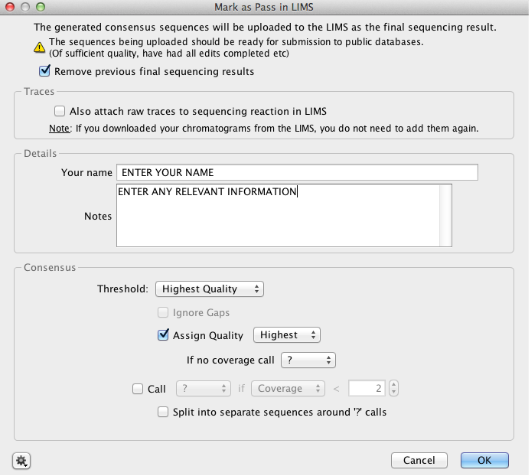 Mark as Pass in LIMS
The generated consensus sequences will be uploaded to the LIMS as the final sequencing result.
The sequences being uploaded should be ready for submission to public databases.
(Of sufficient quality, have had all edits completed etc)
Remove previous final sequencing results
Traces
Also attach raw traces to sequencing reaction in LIMS
Note: If you downloaded your chromatograms from the LIMS, you do not need to add them again.
Details
Your name ENTER YOUR NAME
ENTER ANY RELEVANT INFORMATION
Notes
Consensus
Threshold: Highest Quality
Ignore Gaps
Assign Quality Highest
If no coverage call ?
Call ? if Coverage < 2
Split into separate sequences around '?' calls
Cancel OK